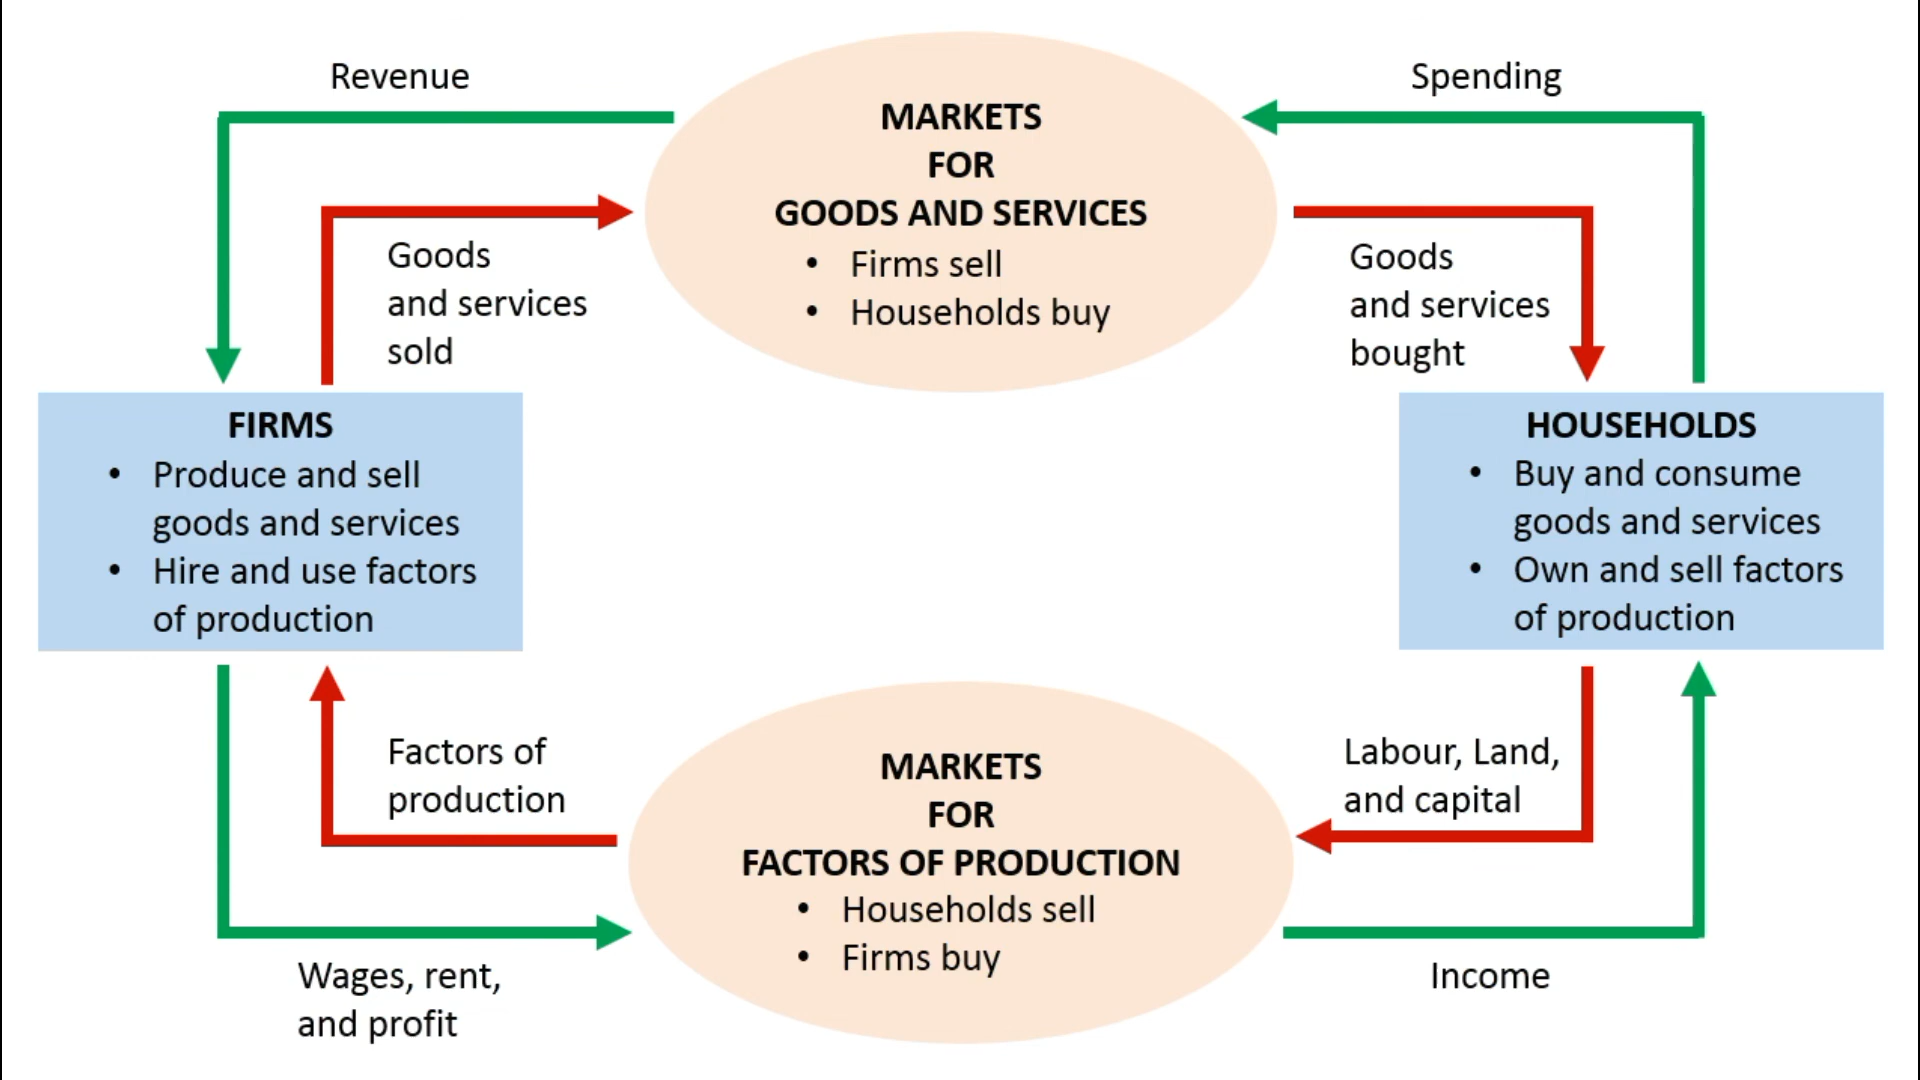 Revenue
Spending
MARKETS
FOR
GOODS AND SERVICES
• Firms sell
• Households buy
Goods
and services
sold
Goods
and services
bought
FIRMS
• Produce and sell
goods and services
• Hire and use factors
of production
HOUSEHOLDS
• Buy and consume
goods and services
• Own and sell factors
of production
Factors of
production
Labour, Land,
and capital
MARKETS
FOR
FACTORS OF PRODUCTION
• Households sell
• Firms buy
Wages, rent,
and profit
Income